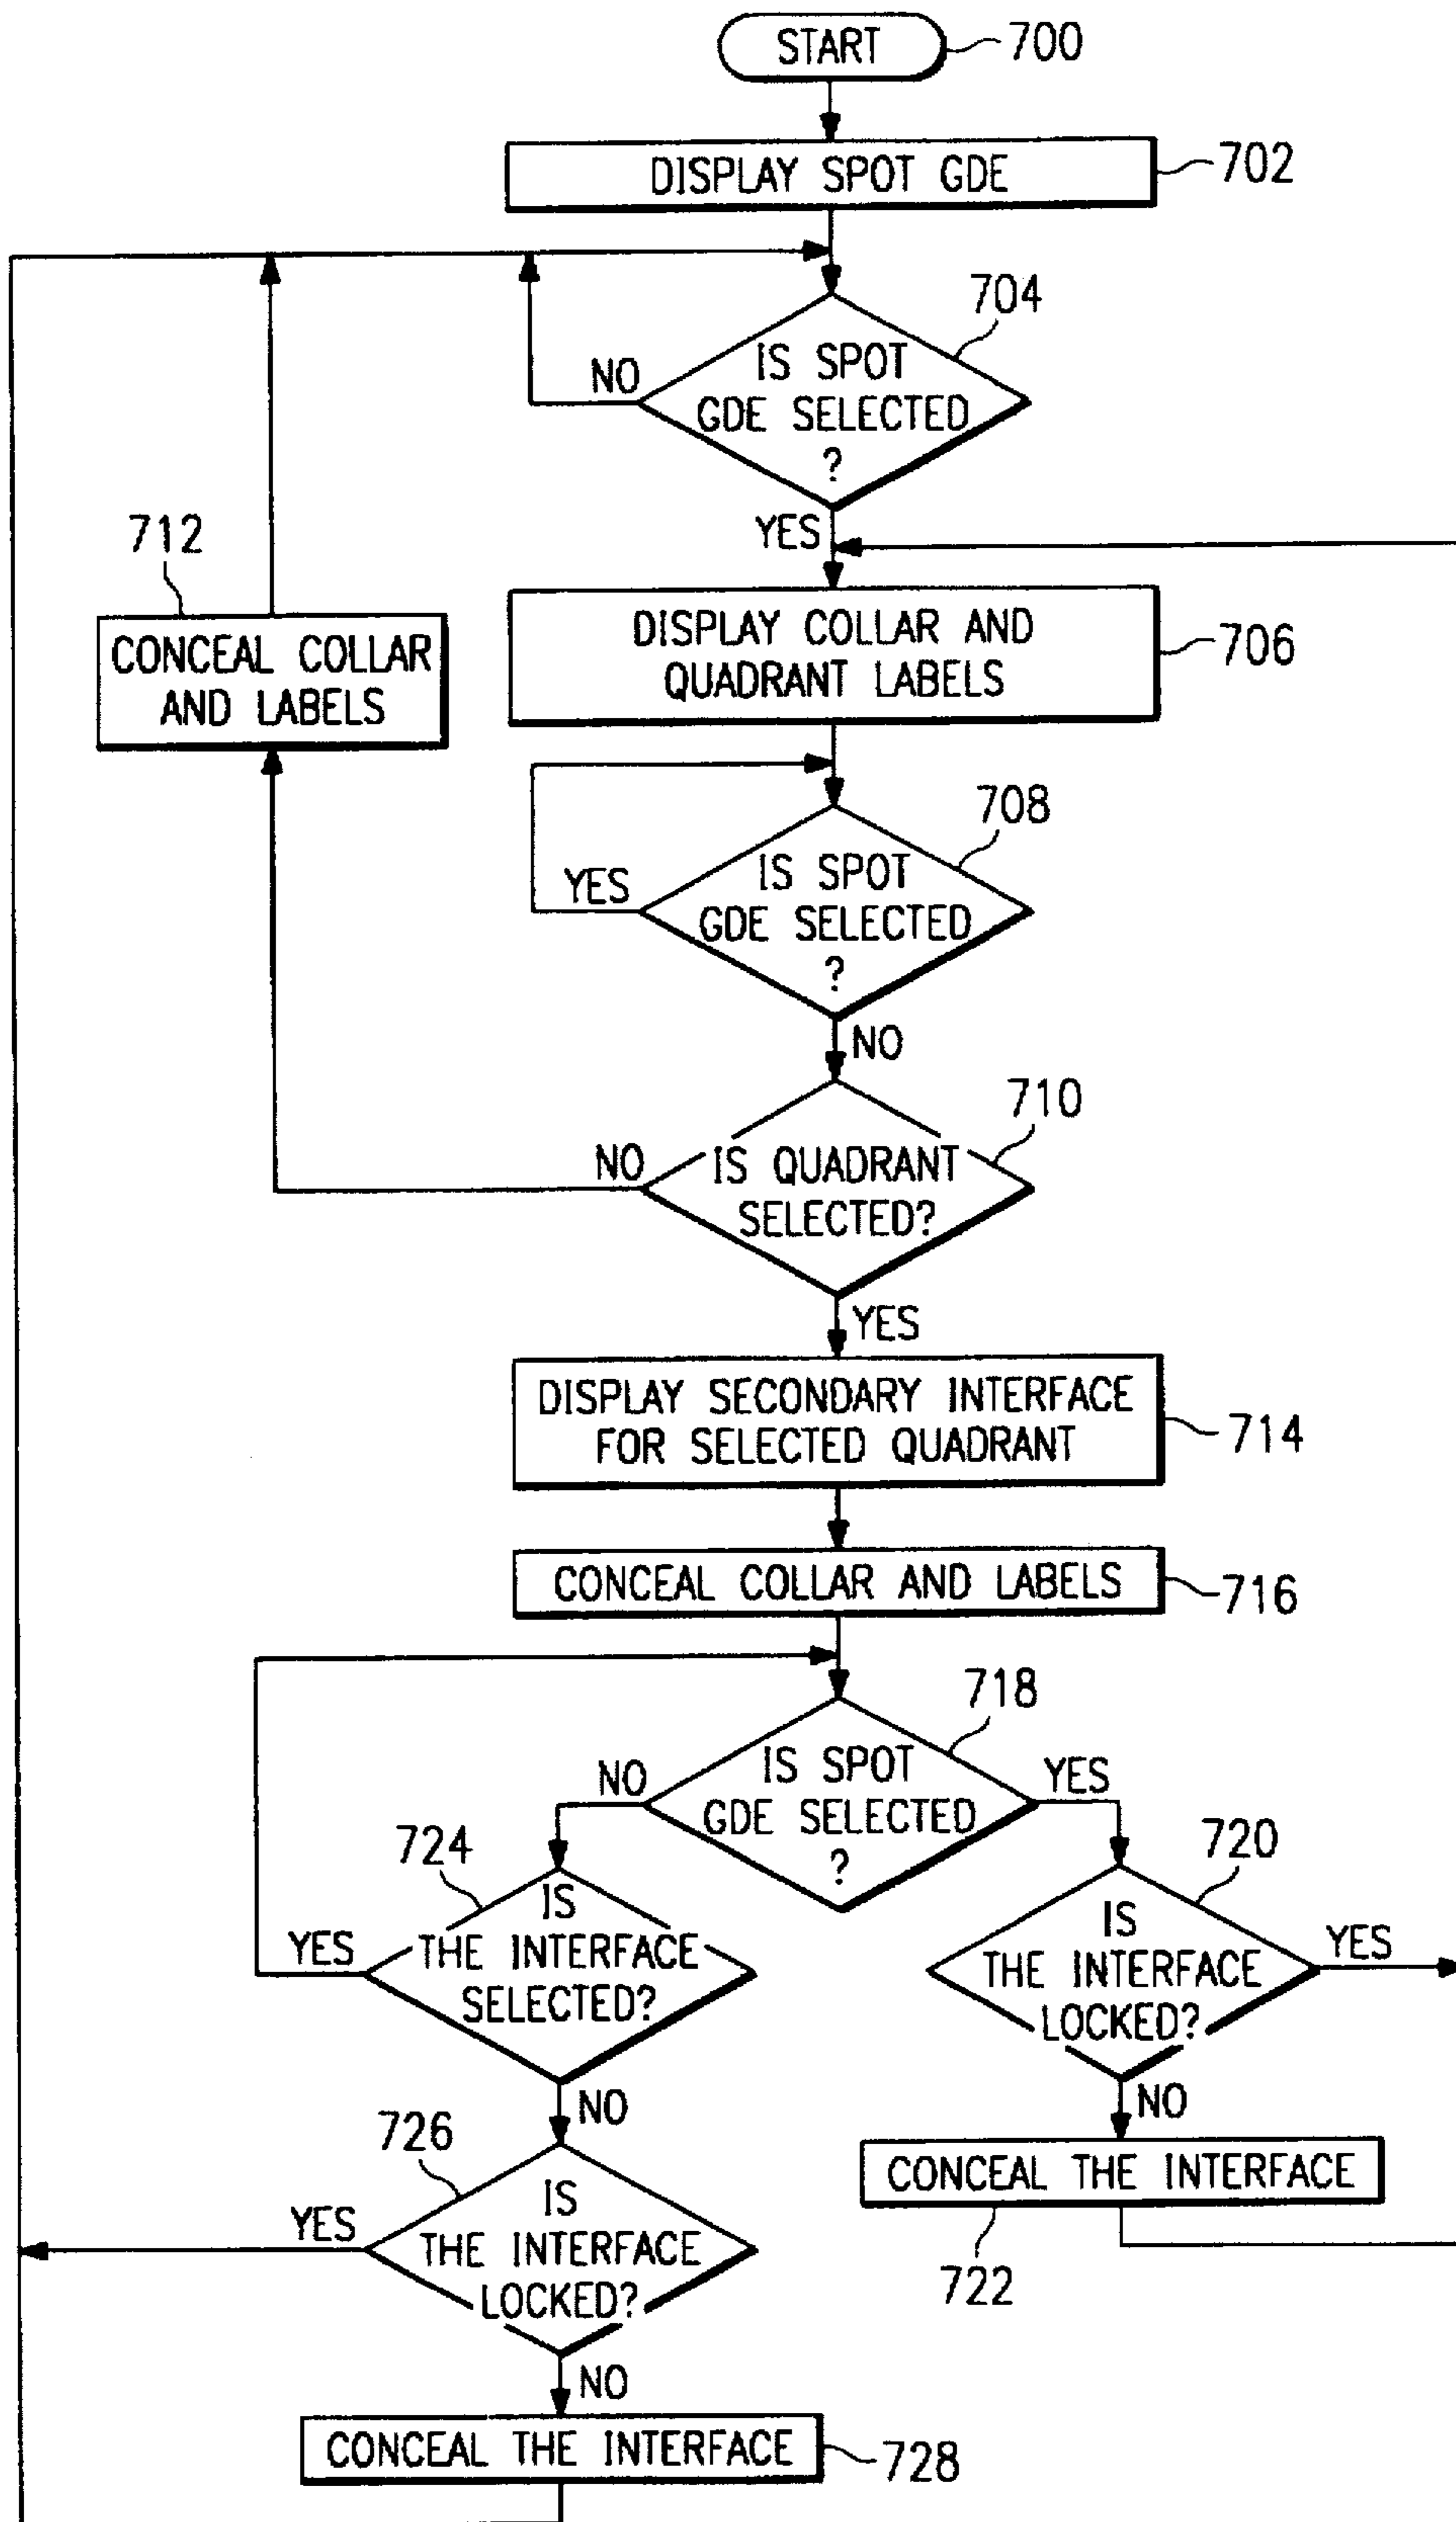 START
700
DISPLAY SPOT GDE
702
704
IS SPOT
GDE SELECTED
?
NO
YES
712
CONCEAL COLLAR
AND LABELS
DISPLAY COLLAR AND
QUADRANT LABELS
706
708
IS SPOT
GDE SELECTED
?
YES
NO
710
IS QUADRANT
SELECTED?
NO
YES
DISPLAY SECONDARY INTERFACE
FOR SELECTED QUADRANT
714
CONCEAL COLLAR AND LABELS
716
718
IS SPOT
GDE SELECTED
?
NO
YES
724
IS
THE INTERFACE
SELECTED?
YES
NO
720
IS
THE INTERFACE
LOCKED?
YES
NO
CONCEAL THE INTERFACE
722
726
IS
THE INTERFACE
LOCKED?
YES
NO
CONCEAL THE INTERFACE
728